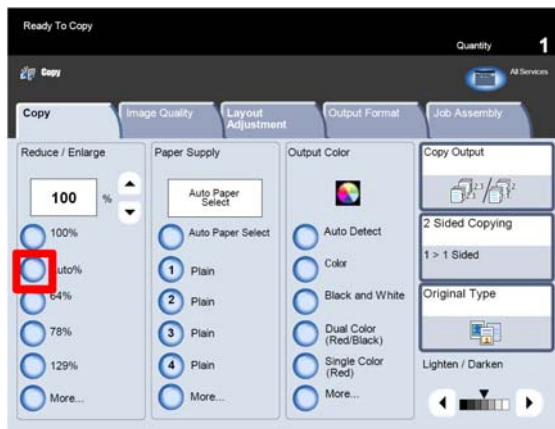 Ready To Copy
Quantity 1
Copy
All Services
Copy
Image Quality
Layout
Adjustment
Output Format
Job Assembly
Reduce / Enlarge
100 %
100%
Auto%
64%
78%
129%
More...
Paper Supply
Auto Paper
Select
Auto Paper Select
1 Plain
2 Plain
3 Plain
4 Plain
More...
Output Color
Auto Detect
Color
Black and White
Dual Color
(Red/Black)
Single Color
(Red)
More...
Copy Output
2 Sided Copying
1 > 1 Sided
Original Type
Lighten / Darken